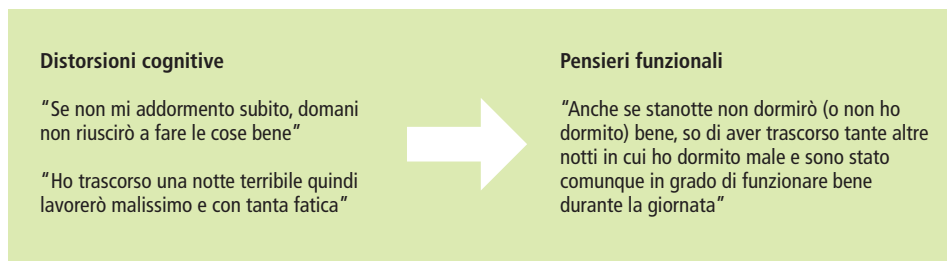 Distorsioni cognitive
"Se non mi addormento subito, domani
non riuscirò a fare le cose bene"
"Ho trascorso una notte terribile quindi
lavorerò malissimo e con tanta fatica"
Pensieri funzionali
"Anche se stanotte non dormirò (o non ho
dormito) bene, so di aver trascorso tante altre
notti in cui ho dormito male e sono stato
comunque in grado di funzionare bene
durante la giornata"